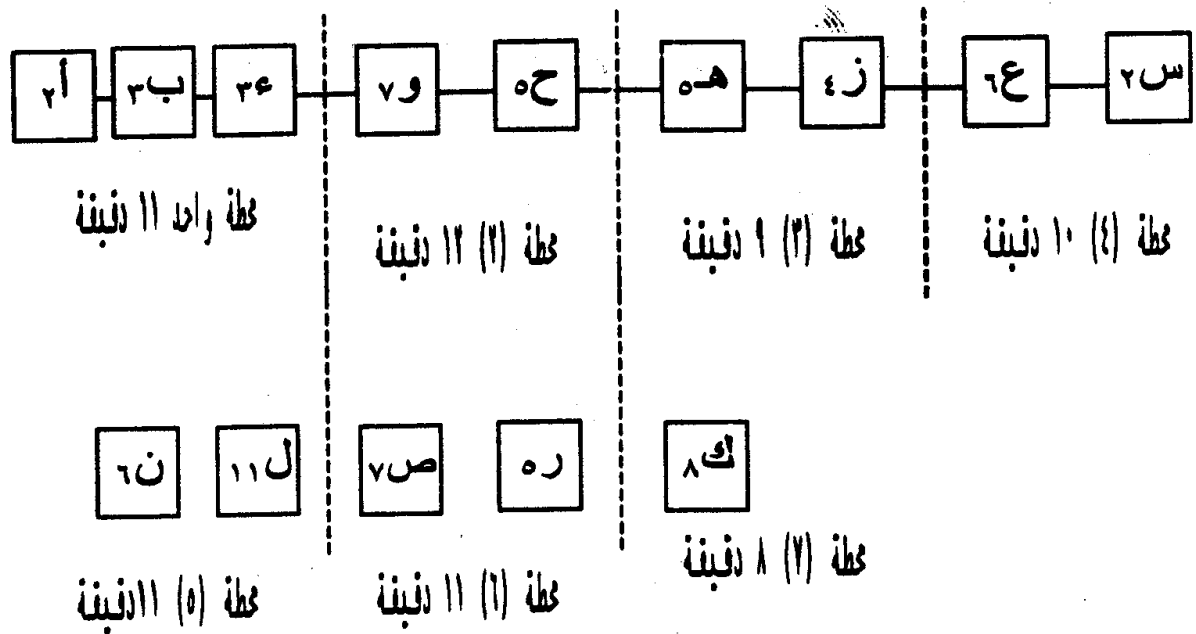 أ٢
ب٣
ء٣
و٧
ح٥
هـ٥
ز٤
ع٦
س٢
محطة واحد ١١ دقيقة
محطة (٢) ١٢ دقيقة
محطة (٣) ٩ دقيقة
محطة (٤) ١٠ دقيقة
ن٦
ل١١
ص٧
ر٥
ك٨
محطة (٥) ١١دقيقة
محطة (٦) ١١ دقيقة
محطة (٧) ٨ دقيقة